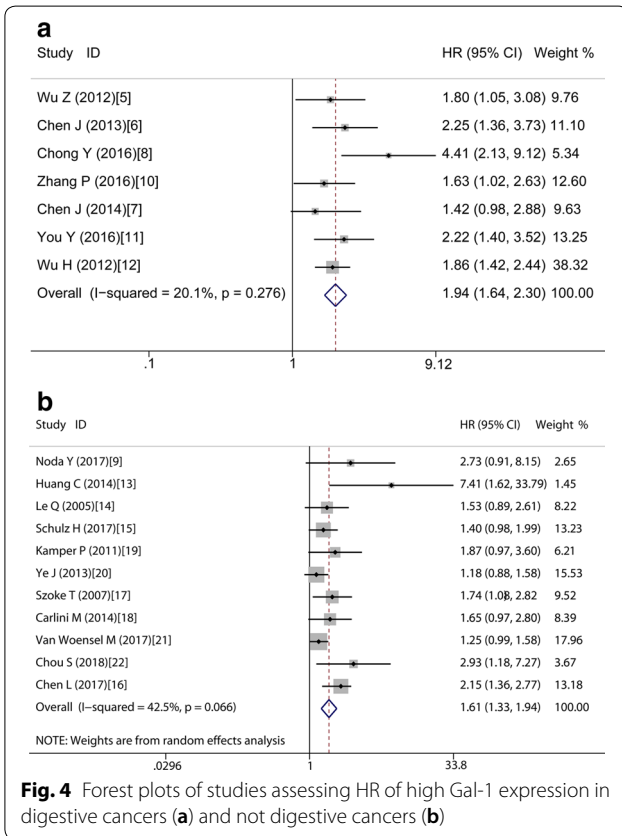 a
Study ID HR (95% CI) Weight %
Wu Z (2012)[5] 1.80 (1.05, 3.08) 9.76
Chen J (2013)[6] 2.25 (1.36, 3.73) 11.10
Chong Y (2016)[8] 4.41 (2.13, 9.12) 5.34
Zhang P (2016)[10] 1.63 (1.02, 2.63) 12.60
Chen J (2014)[7] 1.42 (0.98, 2.88) 9.63
You Y (2016)[11] 2.22 (1.40, 3.52) 13.25
Wu H (2012)[12] 1.86 (1.42, 2.44) 38.32
Overall (I−squared = 20.1%, p = 0.276) 1.94 (1.64, 2.30) 100.00
.1 1 9.12
b
Study ID HR (95% CI) Weight %
Noda Y (2017)[9] 2.73 (0.91, 8.15) 2.65
Huang C (2014)[13] 7.41 (1.62, 33.79) 1.45
Le Q (2005)[14] 1.53 (0.89, 2.61) 8.22
Schulz H (2017)[15] 1.40 (0.98, 1.99) 13.23
Kamper P (2011)[19] 1.87 (0.97, 3.60) 6.21
Ye J (2013)[20] 1.18 (0.88, 1.58) 15.53
Szoke T (2007)[17] 1.74 (1.08, 2.82 9.52
Carlini M (2014)[18] 1.65 (0.97, 2.80) 8.39
Van Woensel M (2017)[21] 1.25 (0.99, 1.58) 17.96
Chou S (2018)[22] 2.93 (1.18, 7.27) 3.67
Chen L (2017)[16] 2.15 (1.36, 2.77) 13.18
Overall (I−squared = 42.5%, p = 0.066) 1.61 (1.33, 1.94) 100.00
NOTE: Weights are from random effects analysis
.0296 1 33.8
Fig. 4 Forest plots of studies assessing HR of high Gal-1 expression in
digestive cancers (a) and not digestive cancers (b)